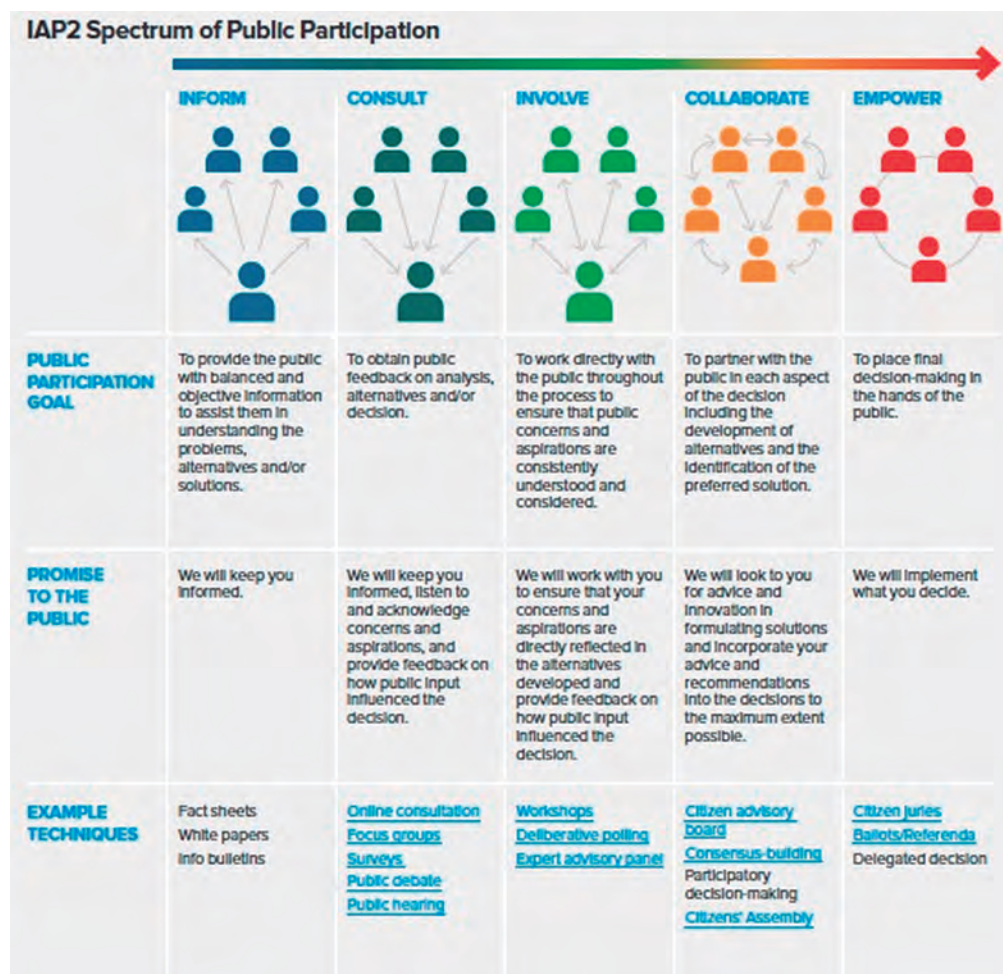 IAP2 Spectrum of Public Participation
INFORM
CONSULT
INVOLVE
COLLABORATE
EMPOWER
PUBLIC
PARTICIPATION
GOAL
To provide the public
with balanced and
objective information
to assist them in
understanding the
problems,
alternatives and/or
solutions.
To obtain public
feedback on analysis,
alternatives and/or
decision.
To work directly with
the public throughout
the process to
ensure that public
concerns and
aspirations are
consistently
understood and
considered.
To partner with the
public in each aspect
of the decision
including the
development of
alternatives and the
identification of the
preferred solution.
To place final
decision-making in
the hands of the
public.
PROMISE
TO THE
PUBLIC
We will keep you
informed.
We will keep you
informed, listen to
and acknowledge
concerns and
aspirations, and
provide feedback on
how public input
influenced the
decision.
We will work with you
to ensure that your
concerns and
aspirations are
directly reflected in
the alternatives
developed and
provide feedback on
how public input
influenced the
decision.
We will look to you
for advice and
innovation in
formulating solutions
and incorporate your
advice and
recommendations
into the decisions to
the maximum extent
possible.
We will implement
what you decide.
EXAMPLE
TECHNIQUES
Fact sheets
White papers
Info bulletins
Online consultation
Focus groups
Surveys
Public debate
Public hearing
Workshops
Deliberative polling
Expert advisory panel
Citizen advisory
board
Consensus-building
Participatory
decision-making
Citizens' Assembly
Citizen juries
Ballots/Referenda
Delegated decision